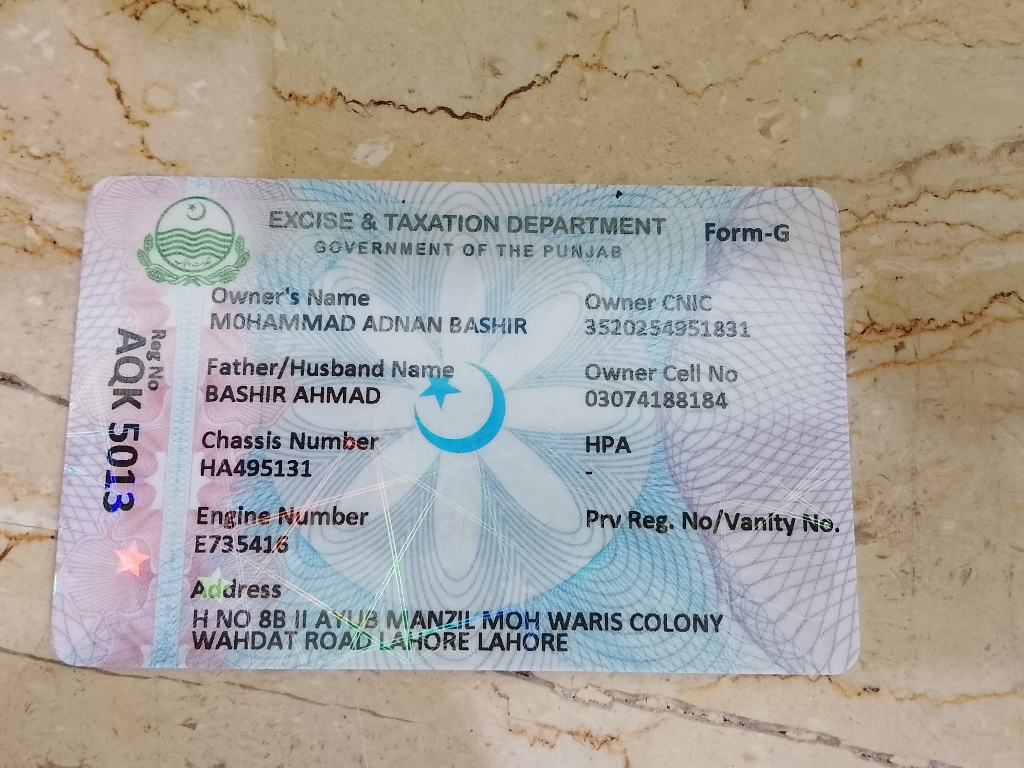 EXCISE & TAXATION DEPARTMENT
GOVERNMENT OF THE PUNJAB
Form-G
Reg No
AQK 5013
Owner's Name
MOHAMMAD ADNAN BASHIR
Owner CNIC
3520254951831
Father/Husband Name
BASHIR AHMAD
Owner Cell No
03074188184
Chassis Number
HA495131
HPA
-
Engine Number
E735416
Prv Reg. No/Vanity No.
Address
H NO 8B II AYUB MANZIL MOH WARIS COLONY
WAHDAT ROAD LAHORE LAHORE